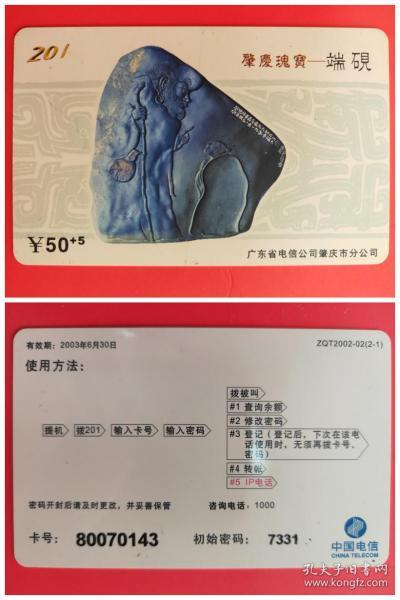 201
肇慶瑰寶—端硯
¥50+5
广东省电信公司肇庆市分公司
有效期：2003年6月30日
ZQT2002-02(2-1)
使用方法：
提机 拨201 输入卡号 输入密码
拨被叫
#1 查询余额
#2 修改密码
#3 登记（登记后，下次在该电
话使用时，无须再拨卡号、
密码）
#4 转帐
#5 IP电话
密码开封后请及时更改，并妥善保管
咨询电话：1000
卡号：80070143
初始密码：7331
中国电信
CHINA TELECOM
孔夫子旧书网
www.kongfz.com